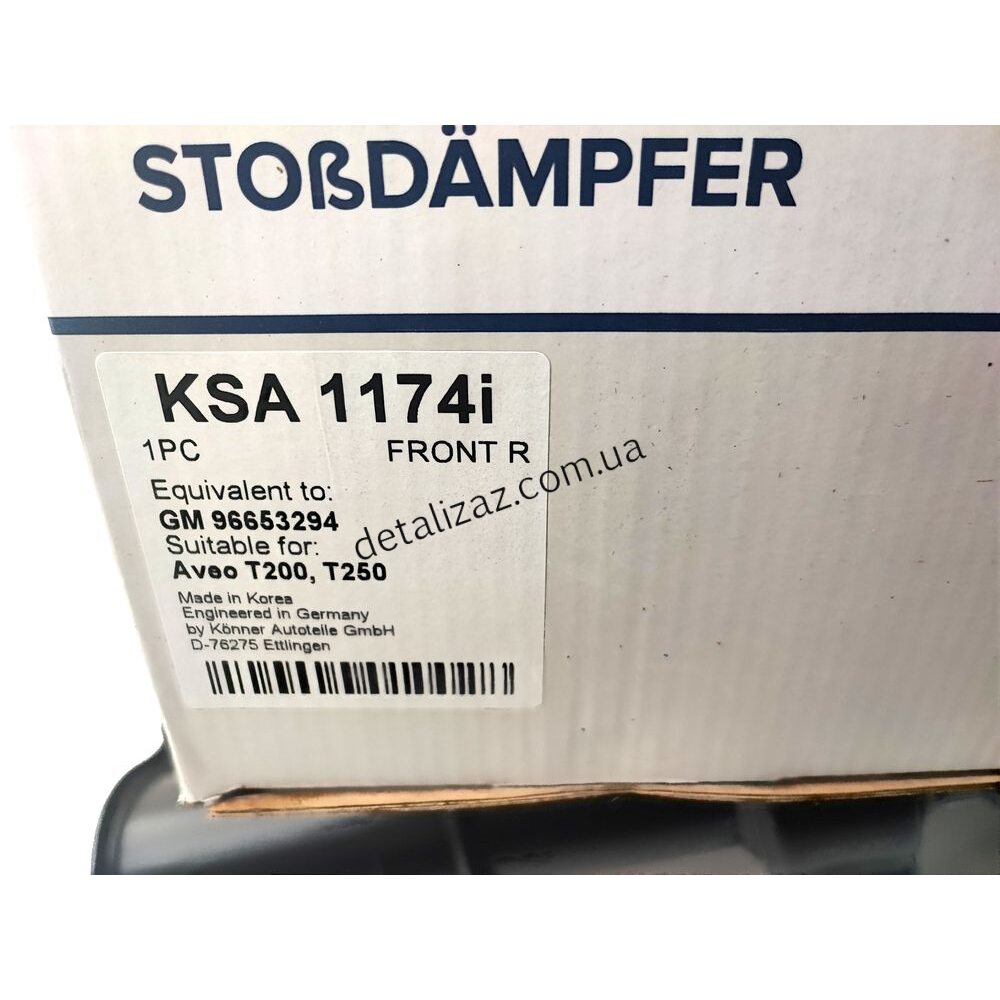 STOßDÄMPFER
KSA 1174i
1PC FRONT R
Equivalent to:
GM 96653294
Suitable for:
Aveo T200, T250
Made in Korea
Engineered in Germany
by Könner Autoteile GmbH
D-76275 Ettlingen
detalizaz.com.ua